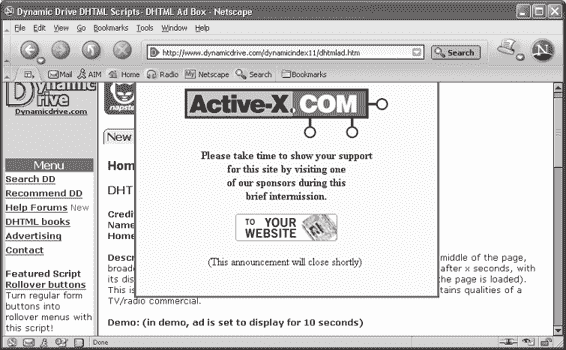 Dynamic Drive DHTML Scripts- DHTML Ad Box - Netscape
File Edit View Go Bookmarks Tools Window Help
http://www.dynamicdrive.com/dynamicindex11/dhtmlad.htm Search
Mail AIM Home Radio My Netscape Search Bookmarks
Dynamic
Drive
Dynamicdrive.com
napster
Active-X.COM
New
Menu
Search DD
Recommend DD
Help Forums New
DHTML books
Advertising
Contact
Featured Script
Rollover buttons
Turn regular form
buttons into
rollover menus with
this script!
Hom
DHT
Credi
Name
Home
Please take time to show your support
for this site by visiting one
of our sponsors during this
brief intermission.
TO YOUR
WEBSITE
(This announcement will close shortly)
Descr middle of the page,
broadc after x seconds, with
its dis the page is loaded).
This is tains qualities of a
TV/radio commercial.
Demo: (in demo, ad is set to display for 10 seconds)
Done